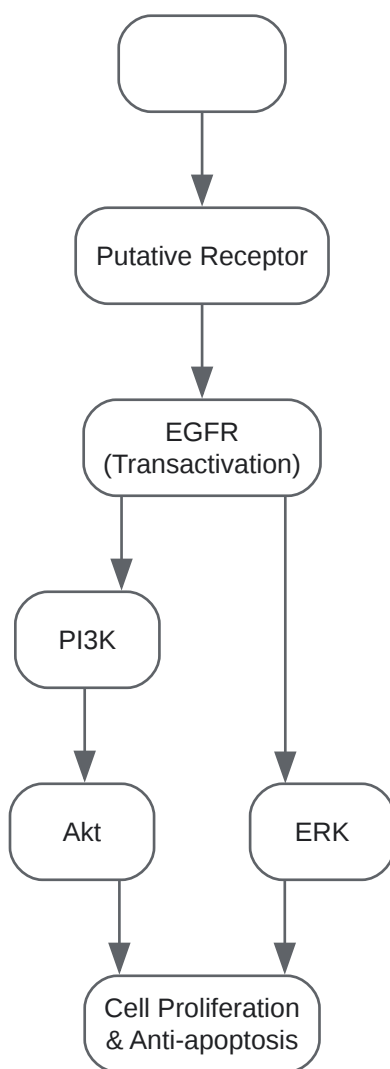 Putative Receptor
EGFR
(Transactivation)
PI3K
Akt
ERK
Cell Proliferation
& Anti-apoptosis